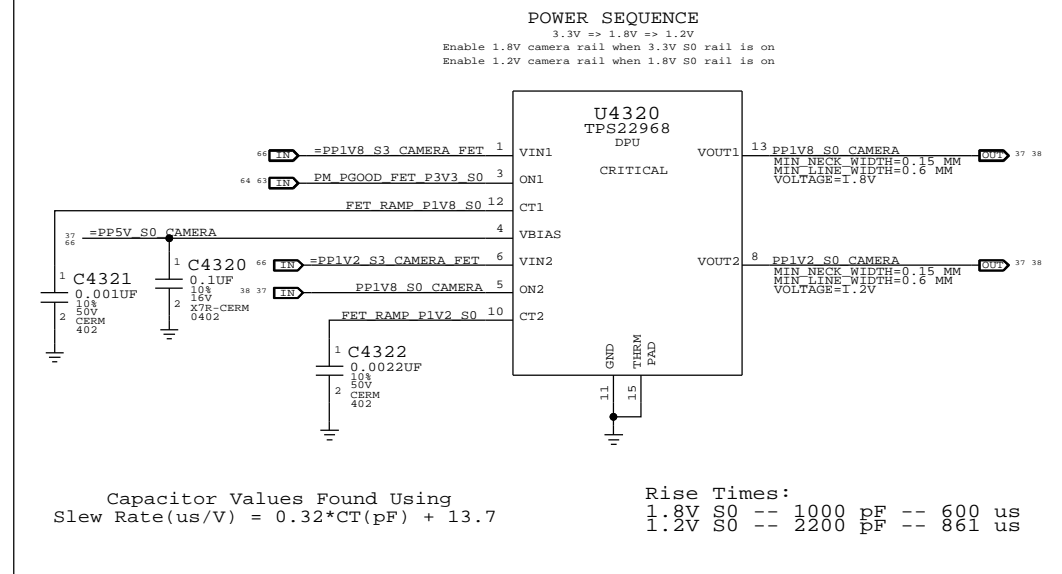 POWER SEQUENCE
3.3V => 1.8V => 1.2V
Enable 1.8V camera rail when 3.3V S0 rail is on
Enable 1.2V camera rail when 1.8V S0 rail is on
U4320
TPS22968
DPU
CRITICAL
66 IN =PP1V8_S3_CAMERA_FET 1 VIN1
64 63 IN PM_PGOOD_FET_P3V3_S0 3 ON1
FET_RAMP_P1V8_S0 12 CT1
37 66 =PP5V_S0_CAMERA 4 VBIAS
66 IN =PP1V2_S3_CAMERA_FET 6 VIN2
38 37 IN PP1V8_S0_CAMERA 5 ON2
FET_RAMP_P1V2_S0 10 CT2
VOUT1 13 PP1V8_S0_CAMERA OUT 37 38
MIN_NECK_WIDTH=0.15 MM
MIN_LINE_WIDTH=0.6 MM
VOLTAGE=1.8V
VOUT2 8 PP1V2_S0_CAMERA OUT 37 38
MIN_NECK_WIDTH=0.15 MM
MIN_LINE_WIDTH=0.6 MM
VOLTAGE=1.2V
1 C4321
0.001UF
10%
50V
2 CERM
402
1 C4320
0.1UF
10%
16V
2 X7R-CERM
0402
1 C4322
0.0022UF
10%
50V
2 CERM
402
GND
11
THRM
PAD
15
Capacitor Values Found Using
Slew Rate(us/V) = 0.32*CT(pF) + 13.7
Rise Times:
1.8V S0 -- 1000 pF -- 600 us
1.2V S0 -- 2200 pF -- 861 us